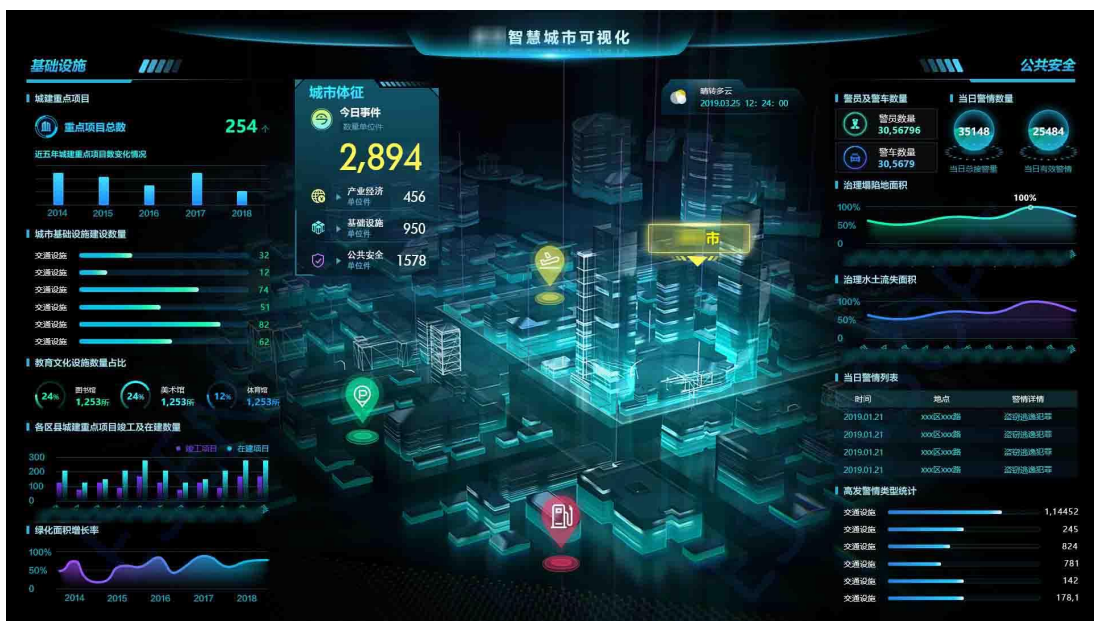 智慧城市可视化
基础设施
城建重点项目
重点项目总数
254 个
近五年城建重点项目数变化情况
2014 2015 2016 2017 2018
城市基础设施建设数量
交通设施 32
交通设施 12
交通设施 74
交通设施 51
交通设施 82
交通设施 62
教育文化设施数量占比
24% 图书馆 1,253所
24% 美术馆 1,253所
12% 体育馆 1,253所
各区县城建重点项目竣工及在建数量
竣工项目 在建项目
300
200
100
0
绿化面积增长率
100%
50%
0
2014 2015 2016 2017 2018
城市体征
今日事件
数量单位件
2,894
产业经济
单位件
456
基础设施
单位件
950
公共安全
单位件
1578
晴转多云
2019.03.25 12: 24: 00
市
P
公共安全
警员及警车数量
警员数量
30,56796
警车数量
30,5679
当日警情数量
35148
25484
当日总接警量
当日有效警情
治理塌陷地面积
100%
100%
50%
0
治理水土流失面积
100%
50%
0
当日警情列表
时间 地点 警情详情
2019.01.21 xxx区xxx路 盗窃逃逸犯罪
2019.01.21 xxx区xxx路 盗窃逃逸犯罪
2019.01.21 xxx区xxx路 盗窃逃逸犯罪
2019.01.21 xxx区xxx路 盗窃逃逸犯罪
高发警情类型统计
交通设施 1,14452
交通设施 245
交通设施 824
交通设施 781
交通设施 142
交通设施 178,1